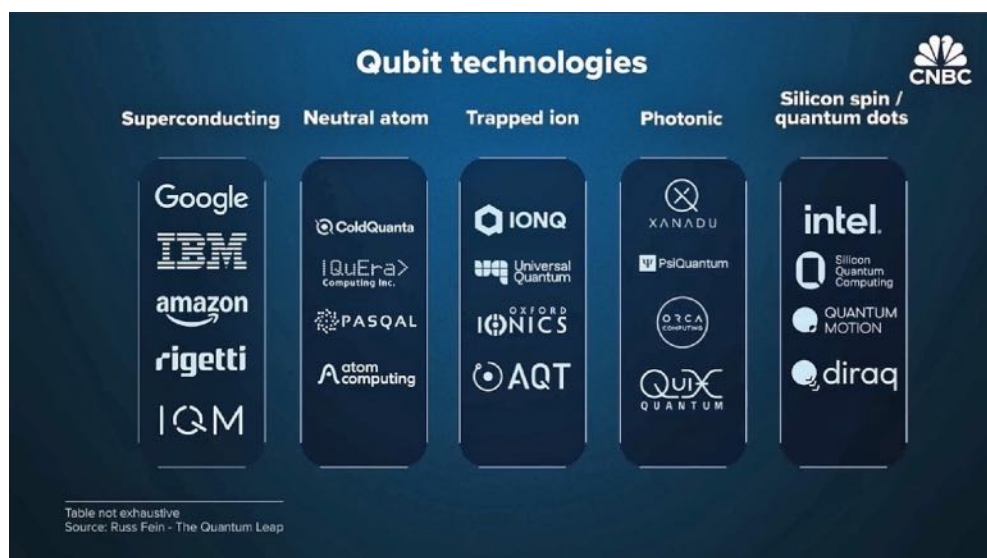 Qubit technologies
CNBC
Superconducting
Google
IBM
amazon
rigetti
IQM
Neutral atom
ColdQuanta
QuEra>
Computing Inc.
PASQAL
atom
computing
Trapped ion
IONQ
Universal
Quantum
OXFORD
IONICS
AQT
Photonic
XANADU
PsiQuantum
ORCA
COMPUTING
QUIX
QUANTUM
Silicon spin /
quantum dots
intel.
Silicon
Quantum
Computing
QUANTUM
MOTION
diraq
Table not exhaustive
Source: Russ Fein - The Quantum Leap